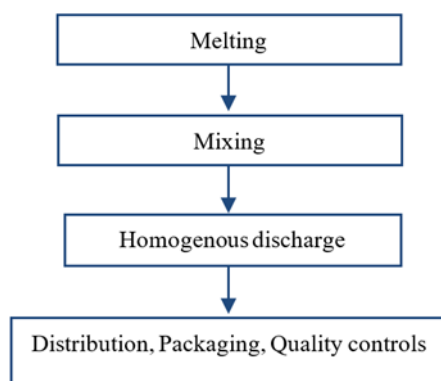 Melting
Mixing
Homogenous discharge
Distribution, Packaging, Quality controls